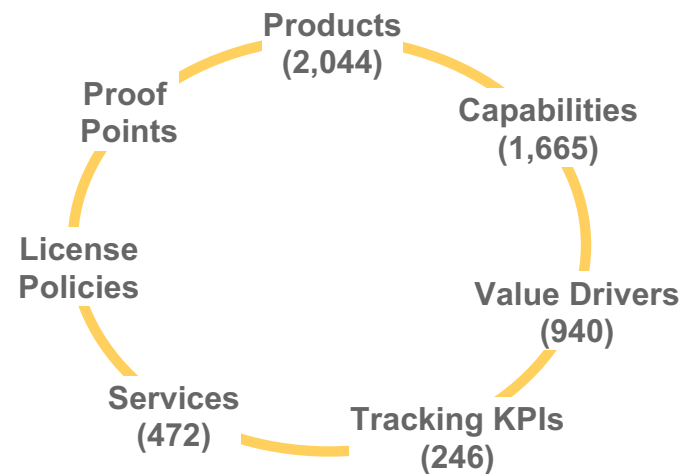 Products
(2,044)
Capabilities
(1,665)
Value Drivers
(940)
Tracking KPIs
(246)
Services
(472)
License
Policies
Proof
Points